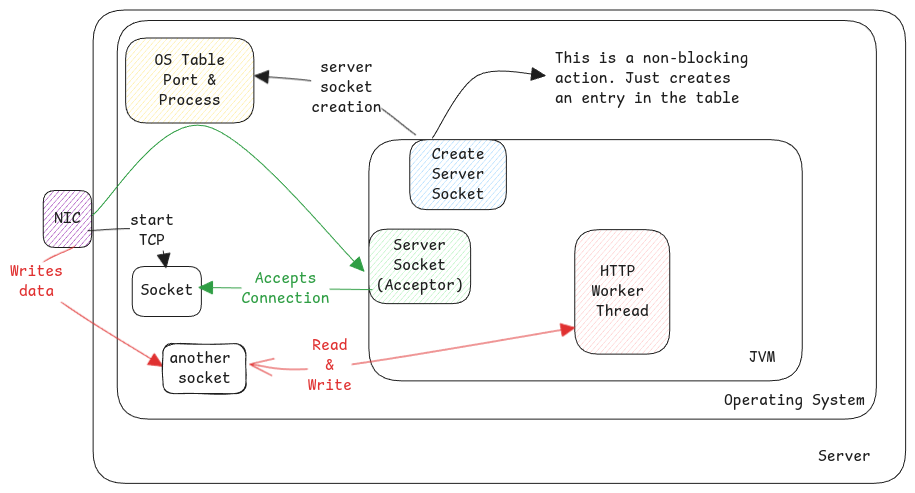 OS Table
Port &
Process
server
socket
creation
This is a non-blocking
action. Just creates
an entry in the table
Create
Server
Socket
NIC
start
TCP
Server
Socket
(Acceptor)
HTTP
Worker
Thread
Writes
data
Socket
Accepts
Connection
another
socket
Read
&
Write
JVM
Operating System
Server